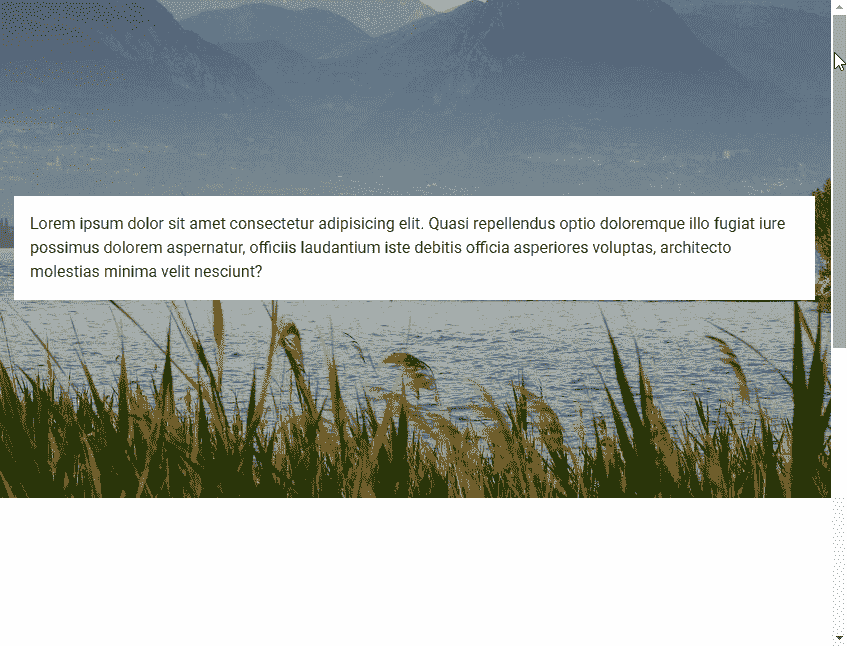 Lorem ipsum dolor sit amet consectetur adipisicing elit. Quasi repellendus optio doloremque illo fugiat iure
possimus dolorem aspernatur, officiis laudantium iste debitis officia asperiores voluptas, architecto
molestias minima velit nesciunt?